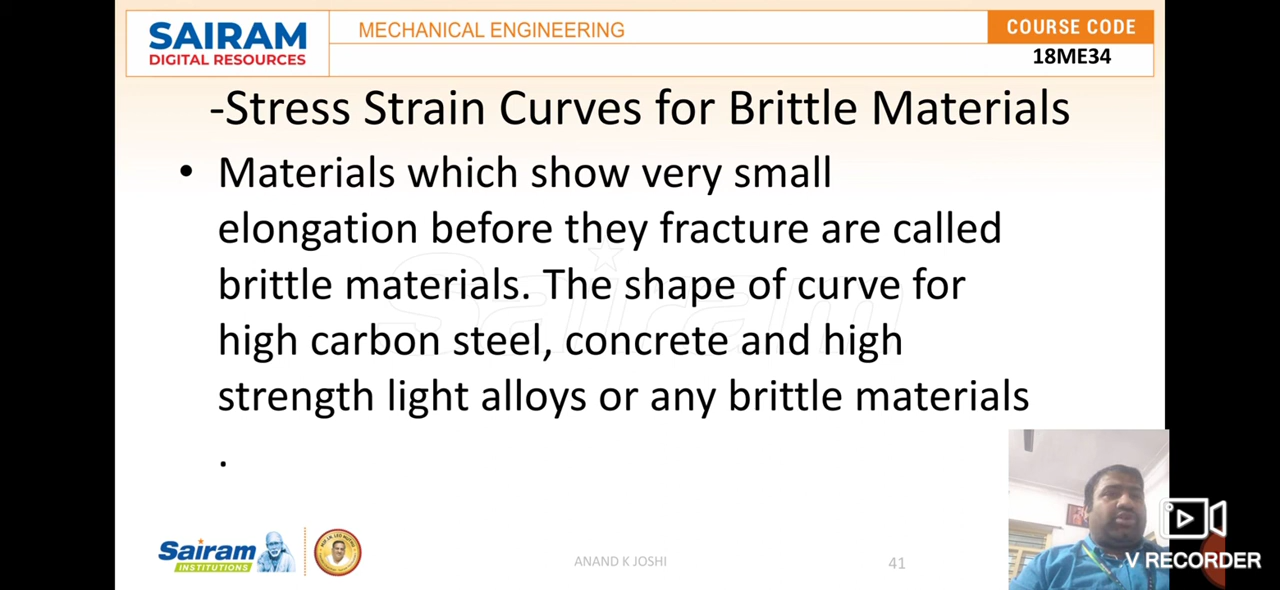 SAIRAM
DIGITAL RESOURCES
MECHANICAL ENGINEERING
COURSE CODE
18ME34
-Stress Strain Curves for Brittle Materials
• Materials which show very small
elongation before they fracture are called
brittle materials. The shape of curve for
high carbon steel, concrete and high
strength light alloys or any brittle materials
.
Sairam
Sairam
INSTITUTIONS
ANAND K JOSHI
41
V RECORDER